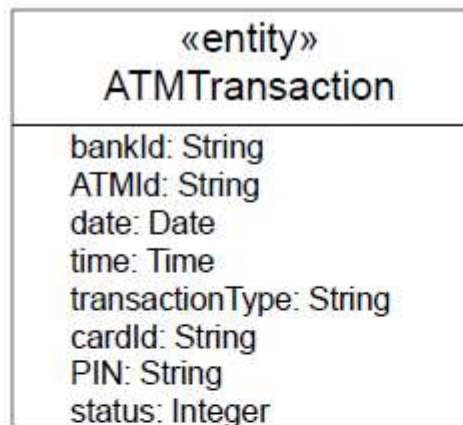 «entity»
ATMTransaction
bankId: String
ATMId: String
date: Date
time: Time
transactionType: String
cardId: String
PIN: String
status: Integer